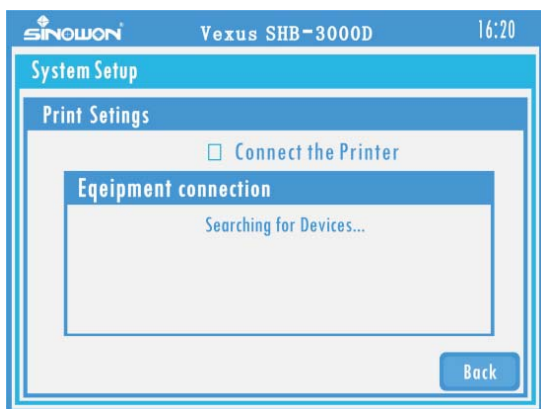 SINOWON Vexus SHB-3000D 16:20
System Setup
Print Setings
Connect the Printer
Eqeipment connection
Searching for Devices...
Back